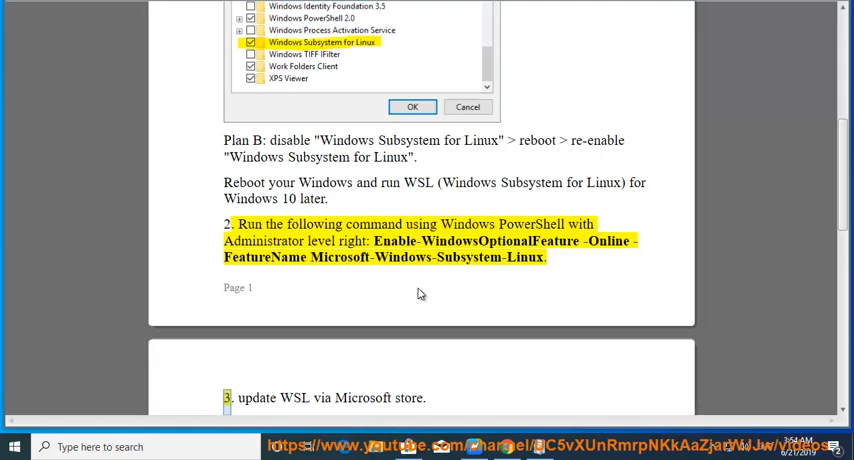 Windows Identity Foundation 3.5
Windows PowerShell 2.0
Windows Process Activation Service
Windows Subsystem for Linux
Windows TIFF IFilter
Work Folders Client
XPS Viewer
OK Cancel
Plan B: disable "Windows Subsystem for Linux" > reboot > re-enable
"Windows Subsystem for Linux".
Reboot your Windows and run WSL (Windows Subsystem for Linux) for
Windows 10 later.
2. Run the following command using Windows PowerShell with
Administrator level right: Enable-WindowsOptionalFeature -Online -
FeatureName Microsoft-Windows-Subsystem-Linux.
Page 1
3. update WSL via Microsoft store.
Type here to search
3:54 AM
6/21/2019
2